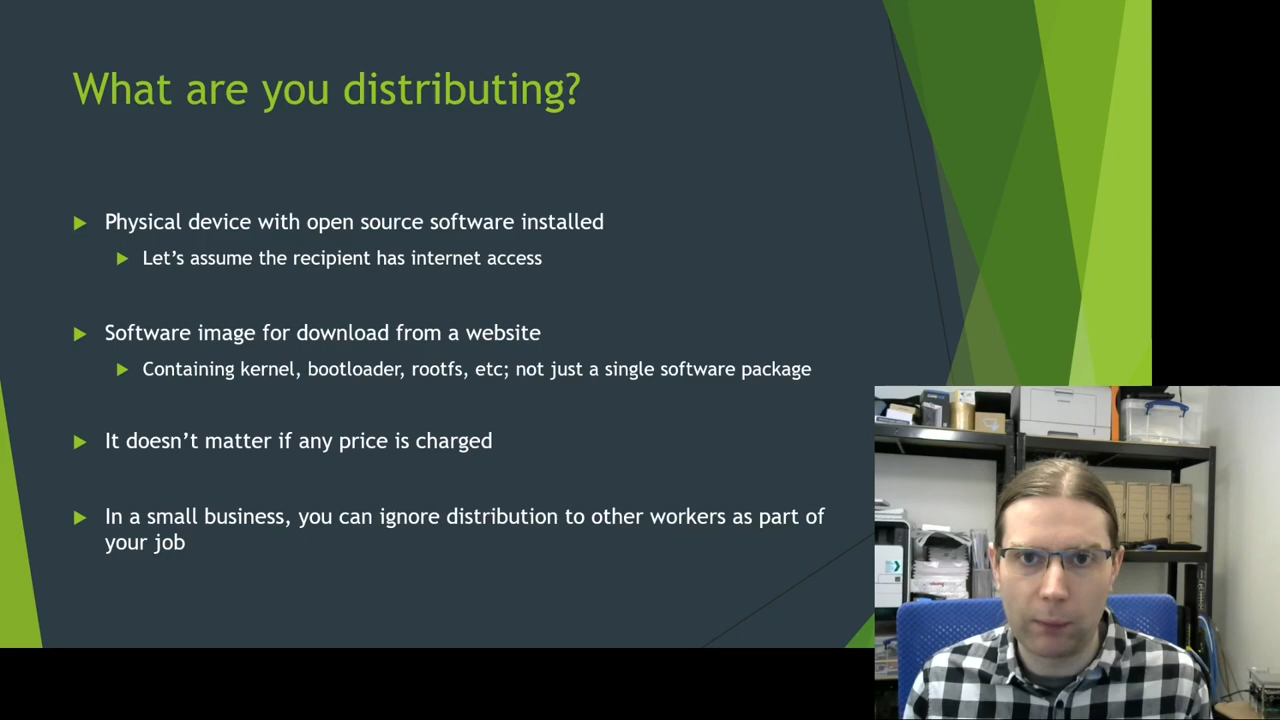 What are you distributing?
Physical device with open source software installed
Let’s assume the recipient has internet access
Software image for download from a website
Containing kernel, bootloader, rootfs, etc; not just a single software package
It doesn’t matter if any price is charged
In a small business, you can ignore distribution to other workers as part of
your job